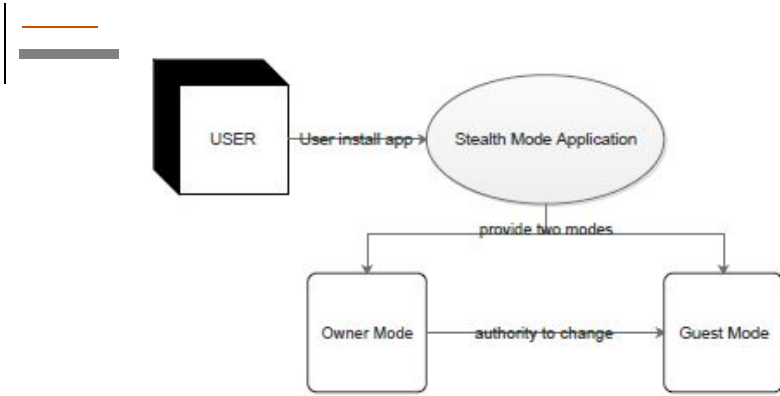 USER
User install app
Stealth Mode Application
provide two modes
Owner Mode
authority to change
Guest Mode